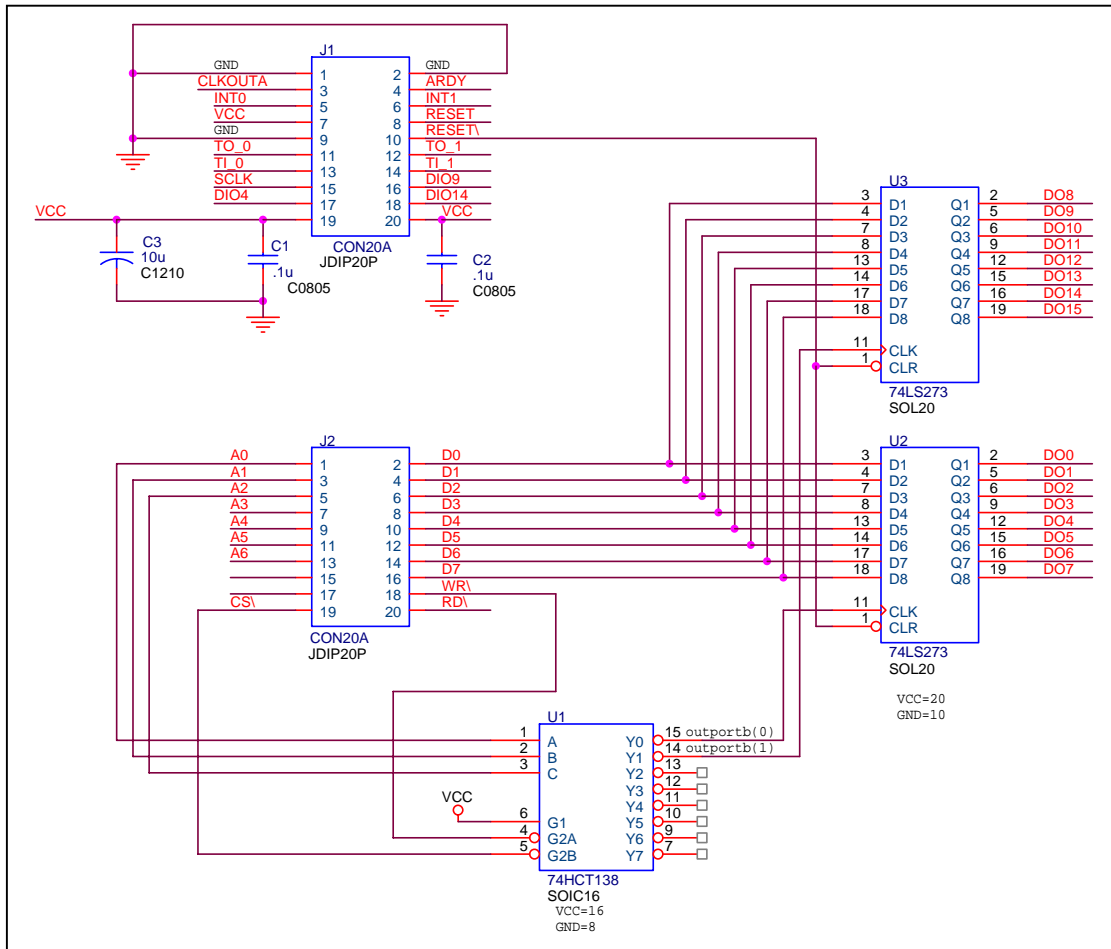 J1
GND 1 2 GND
CLKOUTA 3 4 ARDY
INT0 5 6 INT1
VCC 7 8 RESET
GND 9 10 RESET\
TO_0 11 12 TO_1
TI_0 13 14 TI_1
SCLK 15 16 DIO9
DIO4 17 18 DIO14
VCC 19 20 VCC
CON20A
JDIP20P
C3
10u
C1210
C1
.1u
C0805
C2
.1u
C0805
U3
3 D1 Q1 2 DO8
4 D2 Q2 5 DO9
7 D3 Q3 6 DO10
8 D4 Q4 9 DO11
13 D5 Q5 12 DO12
14 D6 Q6 15 DO13
17 D7 Q7 16 DO14
18 D8 Q8 19 DO15
11 CLK
1 CLR
74LS273
SOL20
J2
A0 1 2 D0
A1 3 4 D1
A2 5 6 D2
A3 7 8 D3
A4 9 10 D4
A5 11 12 D5
A6 13 14 D6
15 16 D7
17 18 WR\
CS\ 19 20 RD\
CON20A
JDIP20P
U2
3 D1 Q1 2 DO0
4 D2 Q2 5 DO1
7 D3 Q3 6 DO2
8 D4 Q4 9 DO3
13 D5 Q5 12 DO4
14 D6 Q6 15 DO5
17 D7 Q7 16 DO6
18 D8 Q8 19 DO7
11 CLK
1 CLR
74LS273
SOL20
VCC=20
GND=10
U1
1 A Y0 15 outportb(0)
2 B Y1 14 outportb(1)
3 C Y2 13
Y3 12
VCC
Y4 11
6 G1 Y5 10
4 G2A Y6 9
5 G2B Y7 7
74HCT138
SOIC16
VCC=16
GND=8